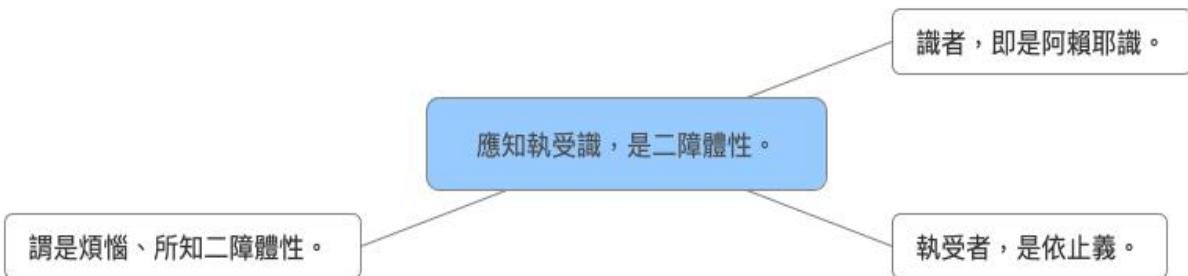 識者，即是阿賴耶識。
應知執受識，是二障體性。
謂是煩惱、所知二障體性。
執受者，是依止義。